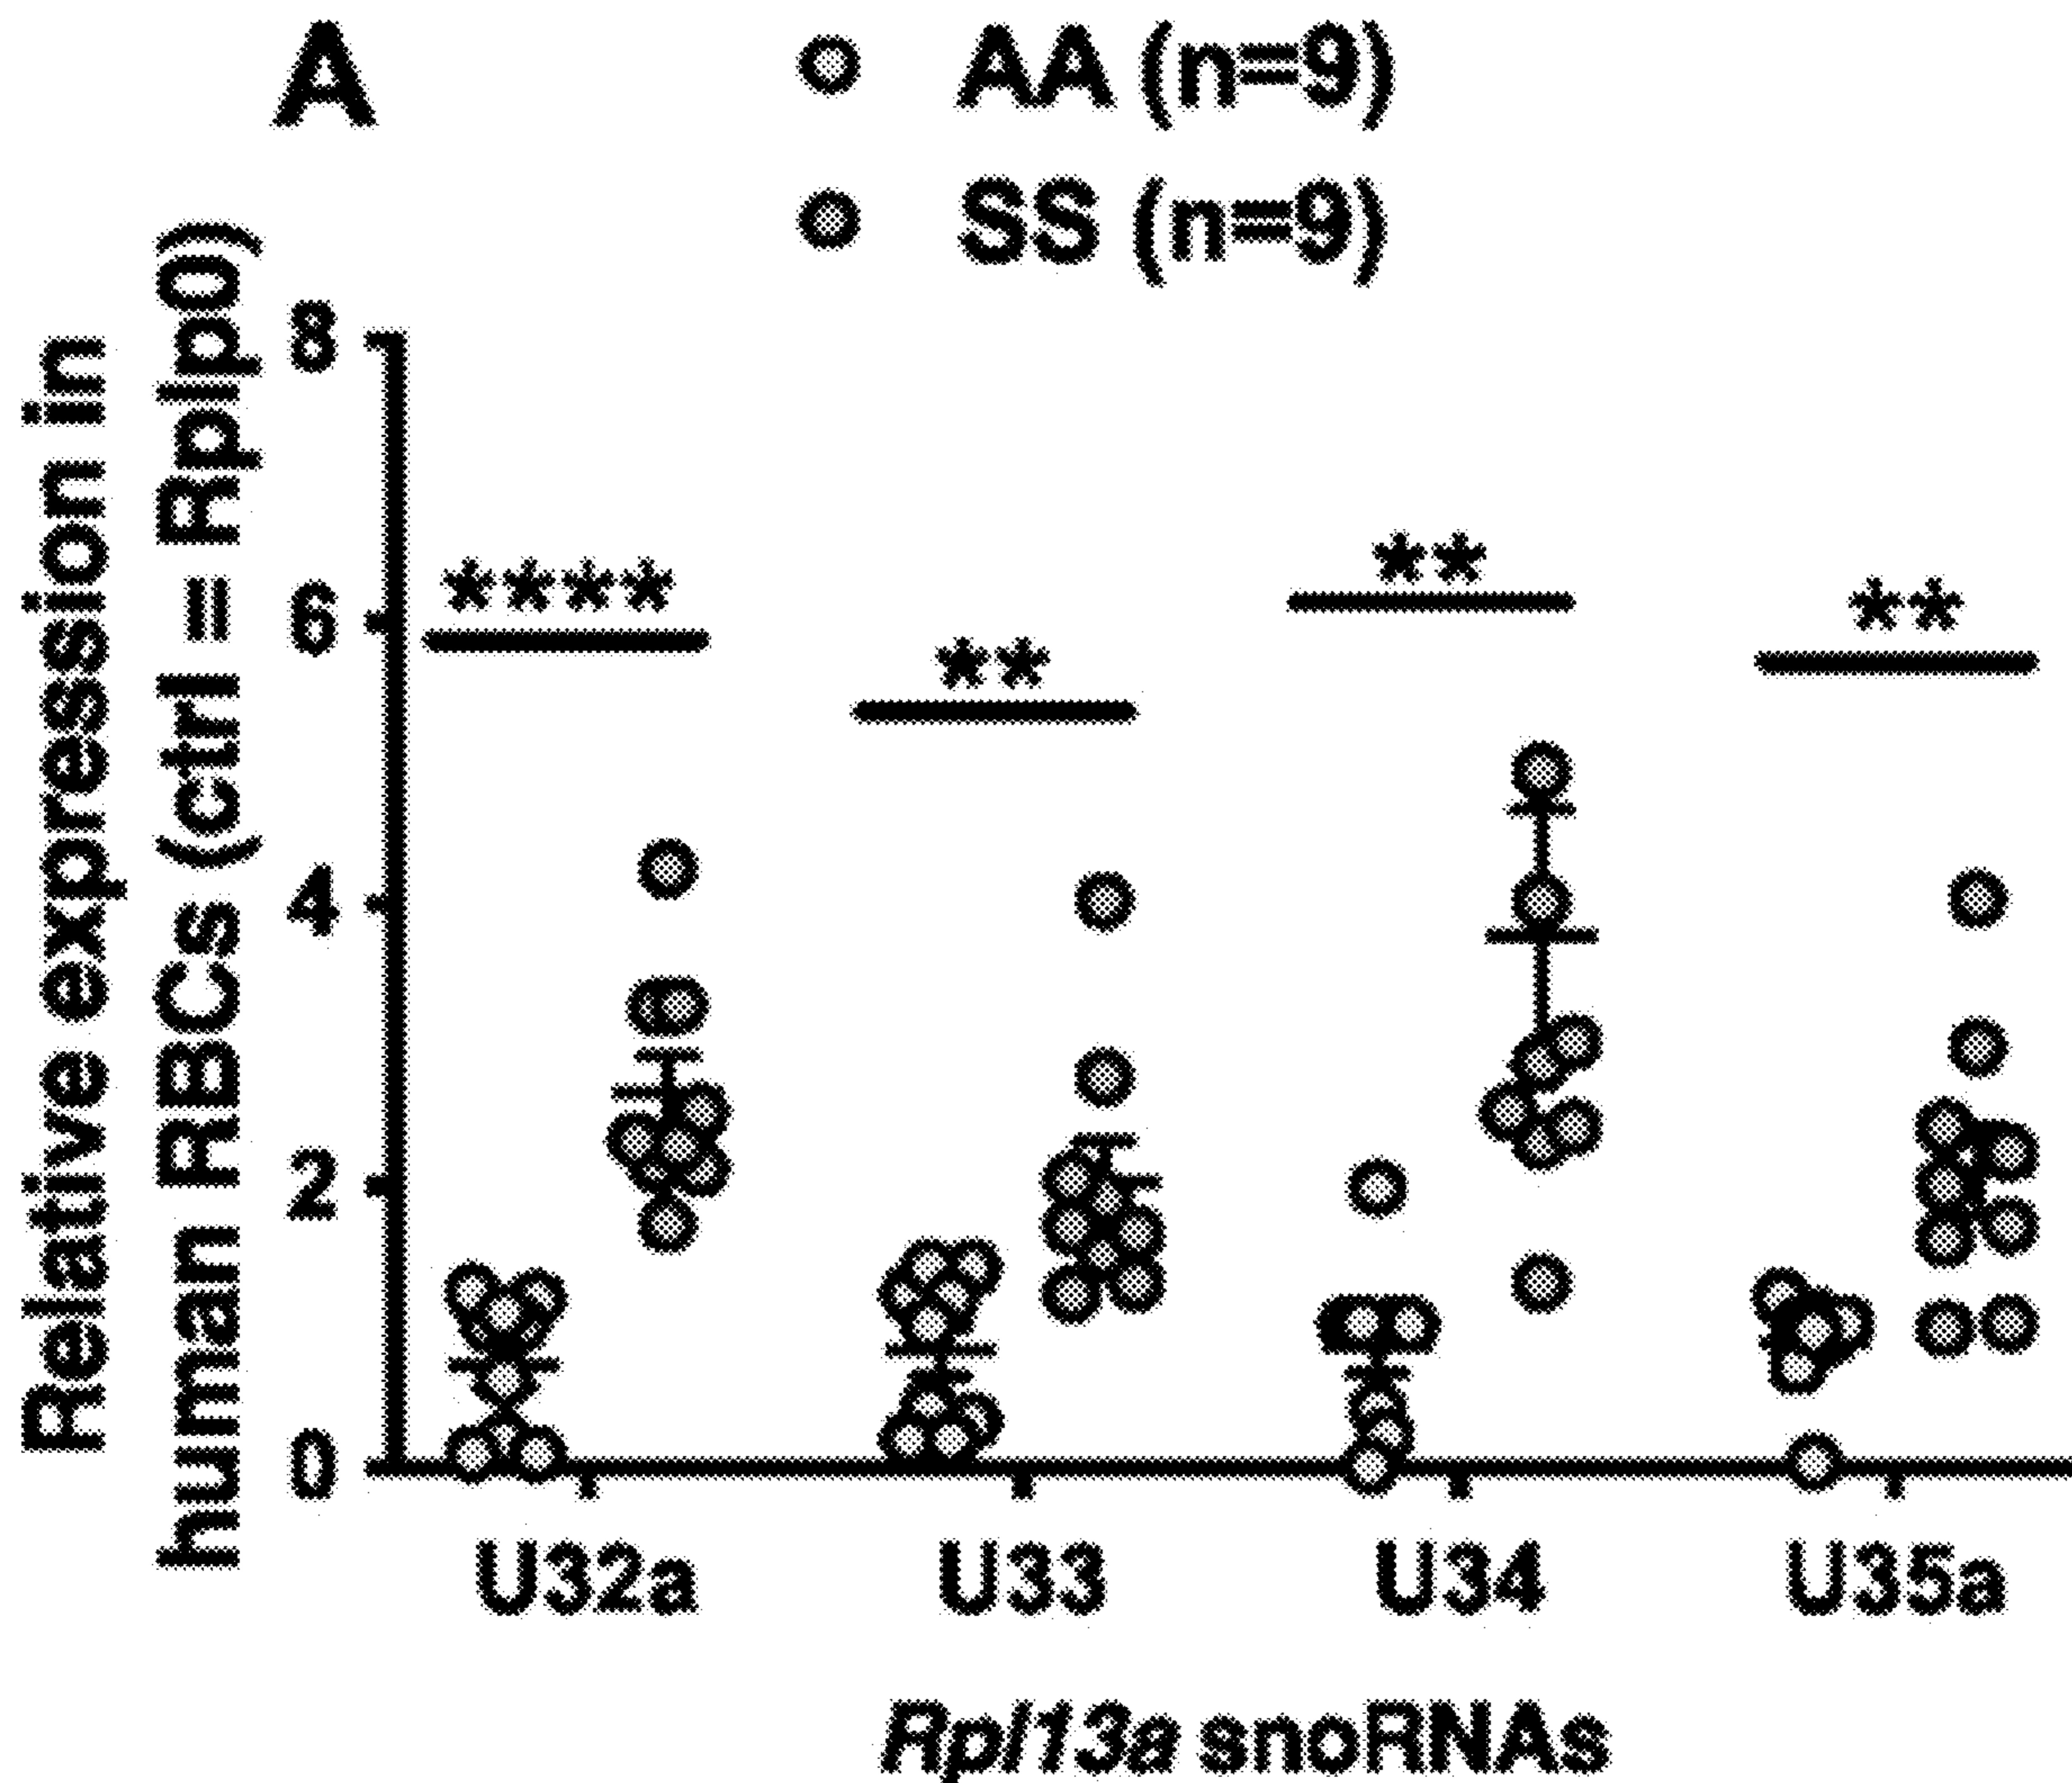 A
AA (n=9)
SS (n=9)
Relative expression in
human RBCs (ctrl = Rplp0)
8
6
4
2
0
****
**
**
**
U32a U33 U34 U35a
Rpl13a snoRNAs